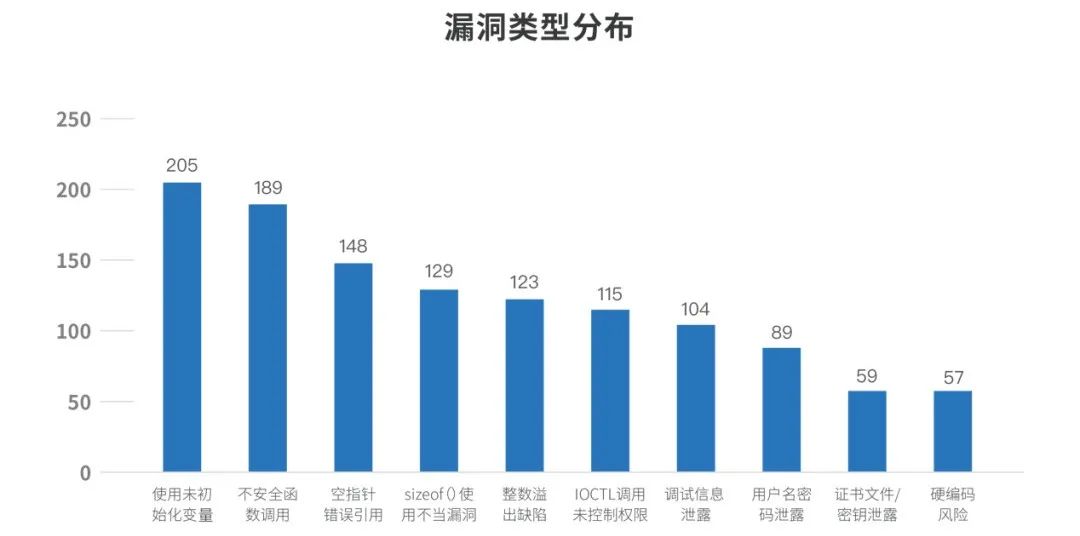 漏洞类型分布
250
200
150
100
50
0
205
189
148
129
123
115
104
89
59
57
使用未初
始化变量
不安全函
数调用
空指针
错误引用
sizeof()使
用不当漏洞
整数溢
出缺陷
IOCTL调用
未控制权限
调试信息
泄露
用户名密
码泄露
证书文件/
密钥泄露
硬编码
风险